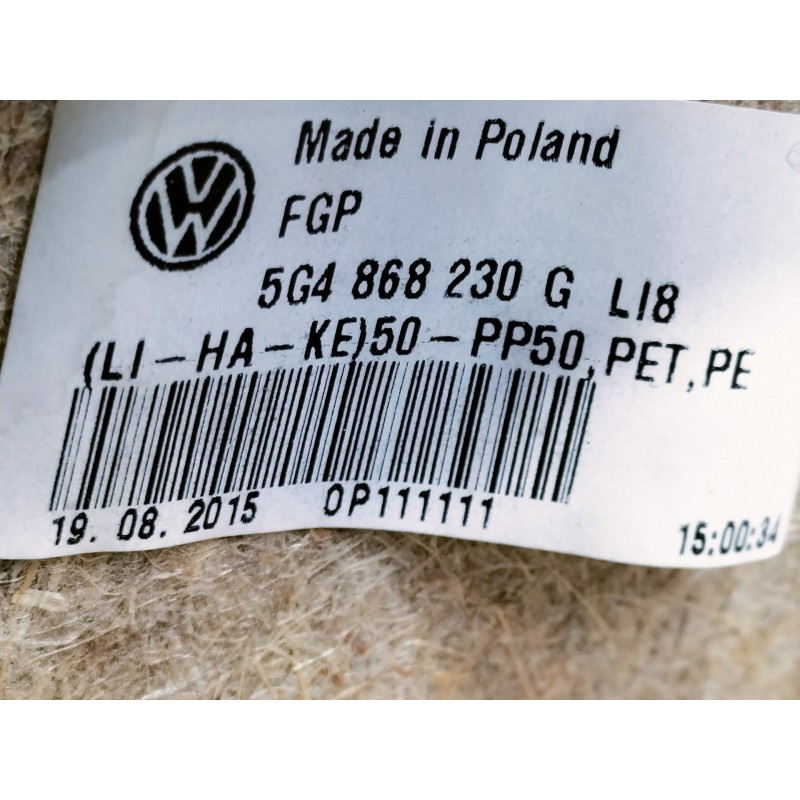 Made in Poland
FGP
5G4 868 230 G LI8
(LI-HA-KE)50-PP50,PET,PE
19. 08. 2015 OP111111 15:00:34